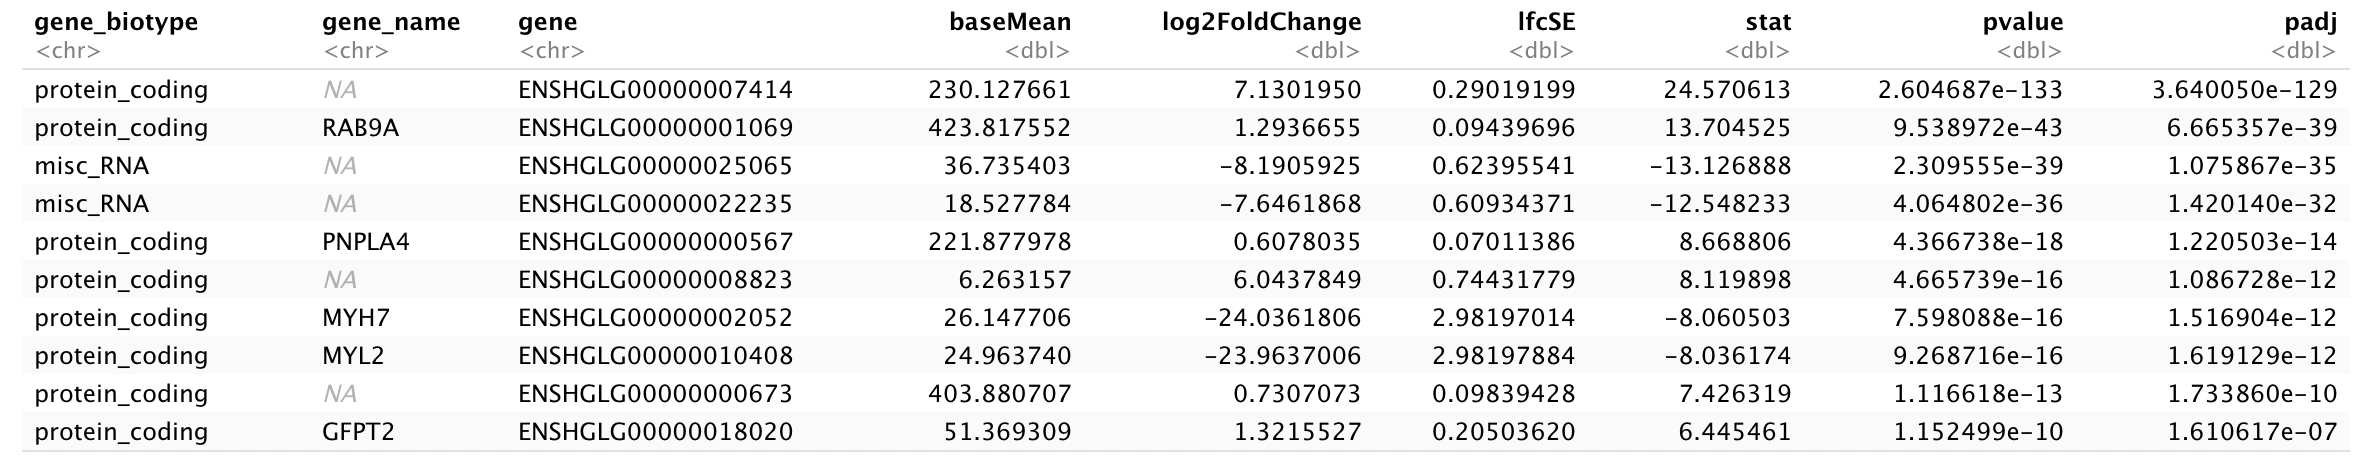 gene_biotype gene_name gene baseMean log2FoldChange lfcSE stat pvalue padj
<chr> <chr> <chr> <dbl> <dbl> <dbl> <dbl> <dbl> <dbl>
protein_coding NA ENSHGLG00000007414 230.127661 7.1301950 0.29019199 24.570613 2.604687e-133 3.640050e-129
protein_coding RAB9A ENSHGLG00000001069 423.817552 1.2936655 0.09439696 13.704525 9.538972e-43 6.665357e-39
misc_RNA NA ENSHGLG00000025065 36.735403 -8.1905925 0.62395541 -13.126888 2.309555e-39 1.075867e-35
misc_RNA NA ENSHGLG00000022235 18.527784 -7.6461868 0.60934371 -12.548233 4.064802e-36 1.420140e-32
protein_coding PNPLA4 ENSHGLG00000000567 221.877978 0.6078035 0.07011386 8.668806 4.366738e-18 1.220503e-14
protein_coding NA ENSHGLG00000008823 6.263157 6.0437849 0.74431779 8.119898 4.665739e-16 1.086728e-12
protein_coding MYH7 ENSHGLG00000002052 26.147706 -24.0361806 2.98197014 -8.060503 7.598088e-16 1.516904e-12
protein_coding MYL2 ENSHGLG00000010408 24.963740 -23.9637006 2.98197884 -8.036174 9.268716e-16 1.619129e-12
protein_coding NA ENSHGLG00000000673 403.880707 0.7307073 0.09839428 7.426319 1.116618e-13 1.733860e-10
protein_coding GFPT2 ENSHGLG00000018020 51.369309 1.3215527 0.20503620 6.445461 1.152499e-10 1.610617e-07